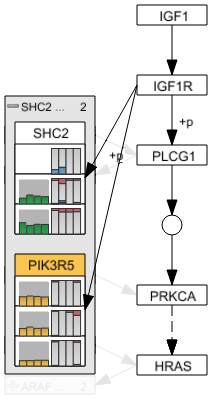 IGF1
IGF1R
SHC2 ... 2
+p
SHC2
+p
PLCG1
PIK3R5
PRKCA
HRAS
ARAF ... 2